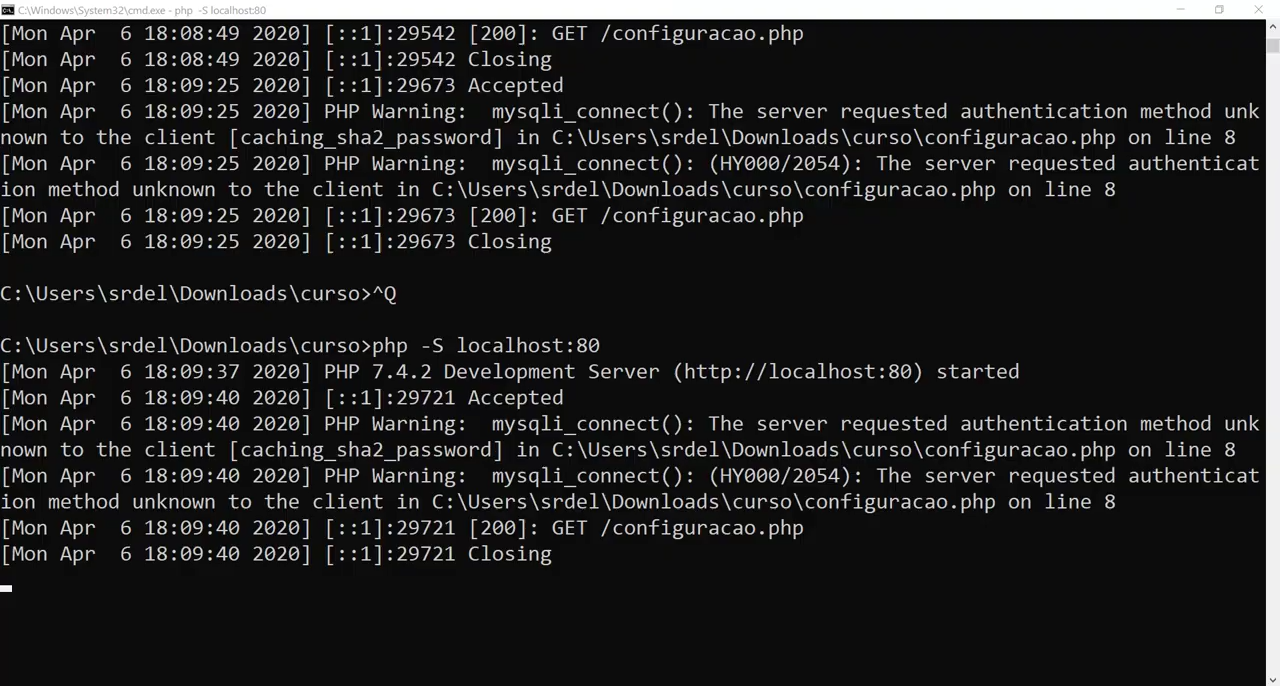 C:\Windows\System32\cmd.exe - php -S localhost:80
[Mon Apr  6 18:08:49 2020] [::1]:29542 [200]: GET /configuracao.php
[Mon Apr  6 18:08:49 2020] [::1]:29542 Closing
[Mon Apr  6 18:09:25 2020] [::1]:29673 Accepted
[Mon Apr  6 18:09:25 2020] PHP Warning:  mysqli_connect(): The server requested authentication method unk
nown to the client [caching_sha2_password] in C:\Users\srdel\Downloads\curso\configuracao.php on line 8
[Mon Apr  6 18:09:25 2020] PHP Warning:  mysqli_connect(): (HY000/2054): The server requested authenticat
ion method unknown to the client in C:\Users\srdel\Downloads\curso\configuracao.php on line 8
[Mon Apr  6 18:09:25 2020] [::1]:29673 [200]: GET /configuracao.php
[Mon Apr  6 18:09:25 2020] [::1]:29673 Closing
C:\Users\srdel\Downloads\curso>^Q
C:\Users\srdel\Downloads\curso>php -S localhost:80
[Mon Apr  6 18:09:37 2020] PHP 7.4.2 Development Server (http://localhost:80) started
[Mon Apr  6 18:09:40 2020] [::1]:29721 Accepted
[Mon Apr  6 18:09:40 2020] PHP Warning:  mysqli_connect(): The server requested authentication method unk
nown to the client [caching_sha2_password] in C:\Users\srdel\Downloads\curso\configuracao.php on line 8
[Mon Apr  6 18:09:40 2020] PHP Warning:  mysqli_connect(): (HY000/2054): The server requested authenticat
ion method unknown to the client in C:\Users\srdel\Downloads\curso\configuracao.php on line 8
[Mon Apr  6 18:09:40 2020] [::1]:29721 [200]: GET /configuracao.php
[Mon Apr  6 18:09:40 2020] [::1]:29721 Closing